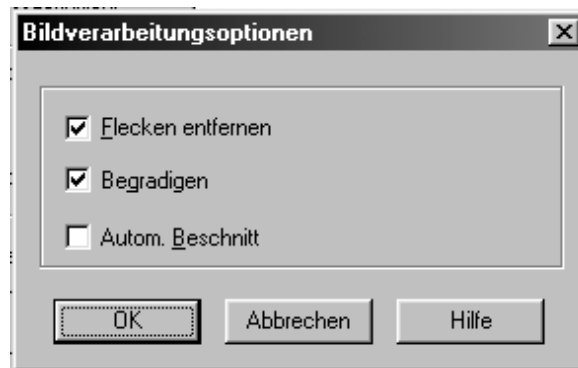 Bildverarbeitungsoptionen
Flecken entfernen
Begradigen
Autom. Beschnitt
OK Abbrechen Hilfe